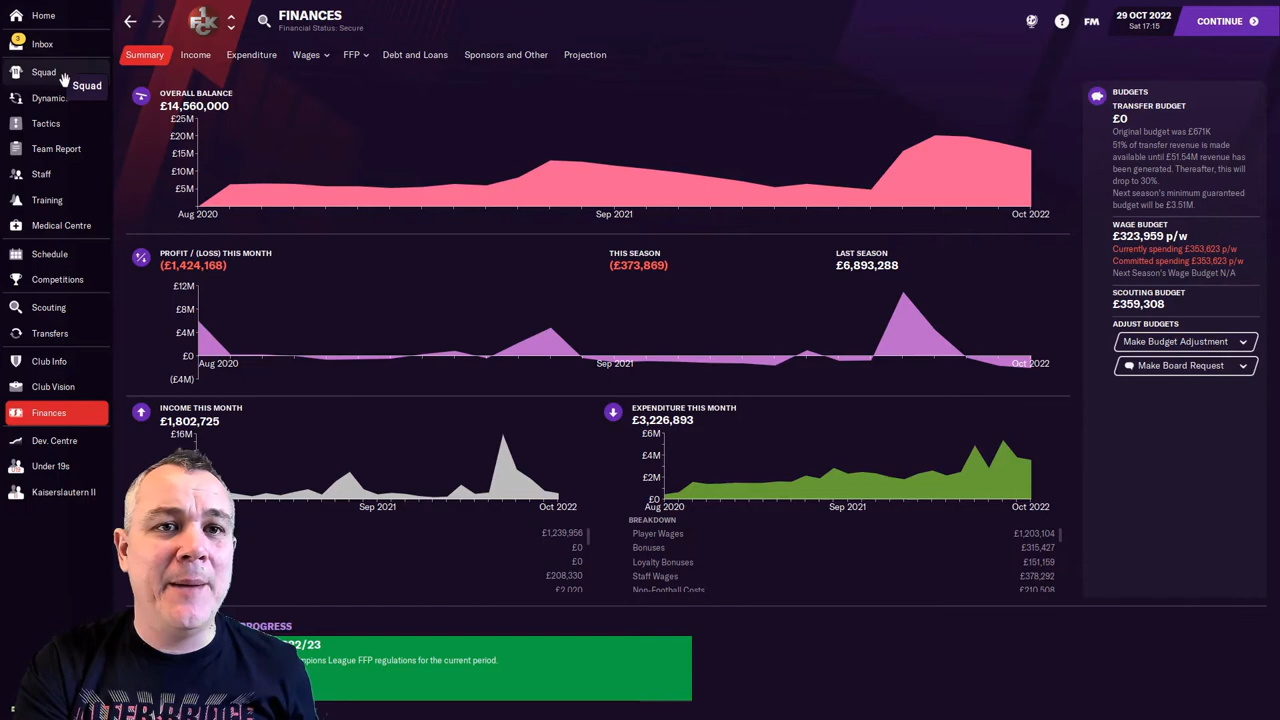 Home
FINANCES
Financial Status: Secure
29 OCT 2022
Sat 17:15
FM
CONTINUE
3
Inbox
Squad
Squad
Dynamic
Tactics
Team Report
Staff
Training
Medical Centre
Schedule
Competitions
Scouting
Transfers
Club Info
Club Vision
Finances
Dev. Centre
Under 19s
Kaiserslautern II
Summary
Income
Expenditure
Wages
FFP
Debt and Loans
Sponsors and Other
Projection
OVERALL BALANCE
£14,560,000
£25M
£20M
£15M
£10M
£5M
Aug 2020
Sep 2021
Oct 2022
PROFIT / (LOSS) THIS MONTH
(£1,424,168)
THIS SEASON
(£373,869)
LAST SEASON
£6,893,288
£12M
£8M
£4M
£0
(£4M)
Aug 2020
Sep 2021
Oct 2022
INCOME THIS MONTH
£1,802,725
£16M
Sep 2021
Oct 2022
£1,239,956
£0
£0
£208,330
£2,020
EXPENDITURE THIS MONTH
£3,226,893
£6M
£4M
£2M
£0
Aug 2020
Sep 2021
Oct 2022
BREAKDOWN
Player Wages £1,203,104
Bonuses £315,427
Loyalty Bonuses £151,159
Staff Wages £378,292
Non-Football Costs £210,508
BUDGETS
TRANSFER BUDGET
£0
Original budget was £671K
51% of transfer revenue is made
available until £51.54M revenue has
been generated. Thereafter, this will
drop to 30%.
Next season's minimum guaranteed
budget will be £3.51M.
WAGE BUDGET
£323,959 p/w
Currently spending £353,623 p/w
Committed spending £353,623 p/w
Next Season's Wage Budget N/A
SCOUTING BUDGET
£359,308
ADJUST BUDGETS
Make Budget Adjustment
Make Board Request
PROGRESS
22/23
mpions League FFP regulations for the current period.